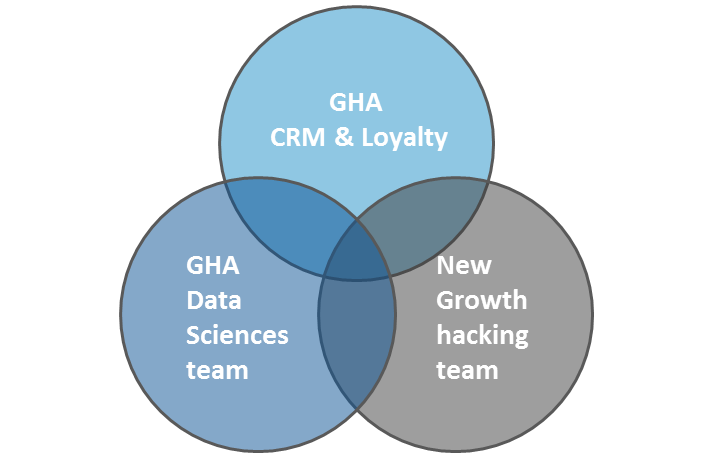 GHA
CRM & Loyalty
GHA
Data
Sciences
team
New
Growth
hacking
team